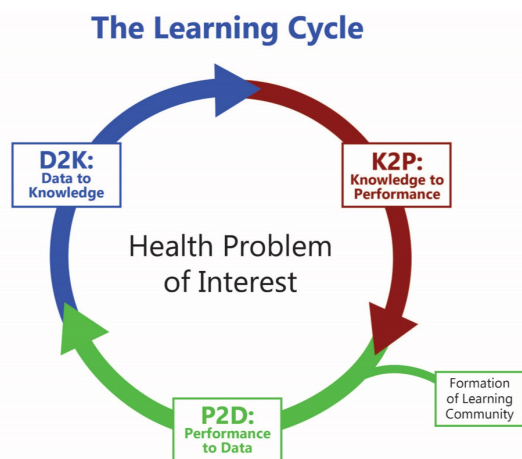 The Learning Cycle
D2K:
Data to
Knowledge
K2P:
Knowledge to
Performance
Health Problem
of Interest
Formation
of Learning
Community
P2D:
Performance
to Data